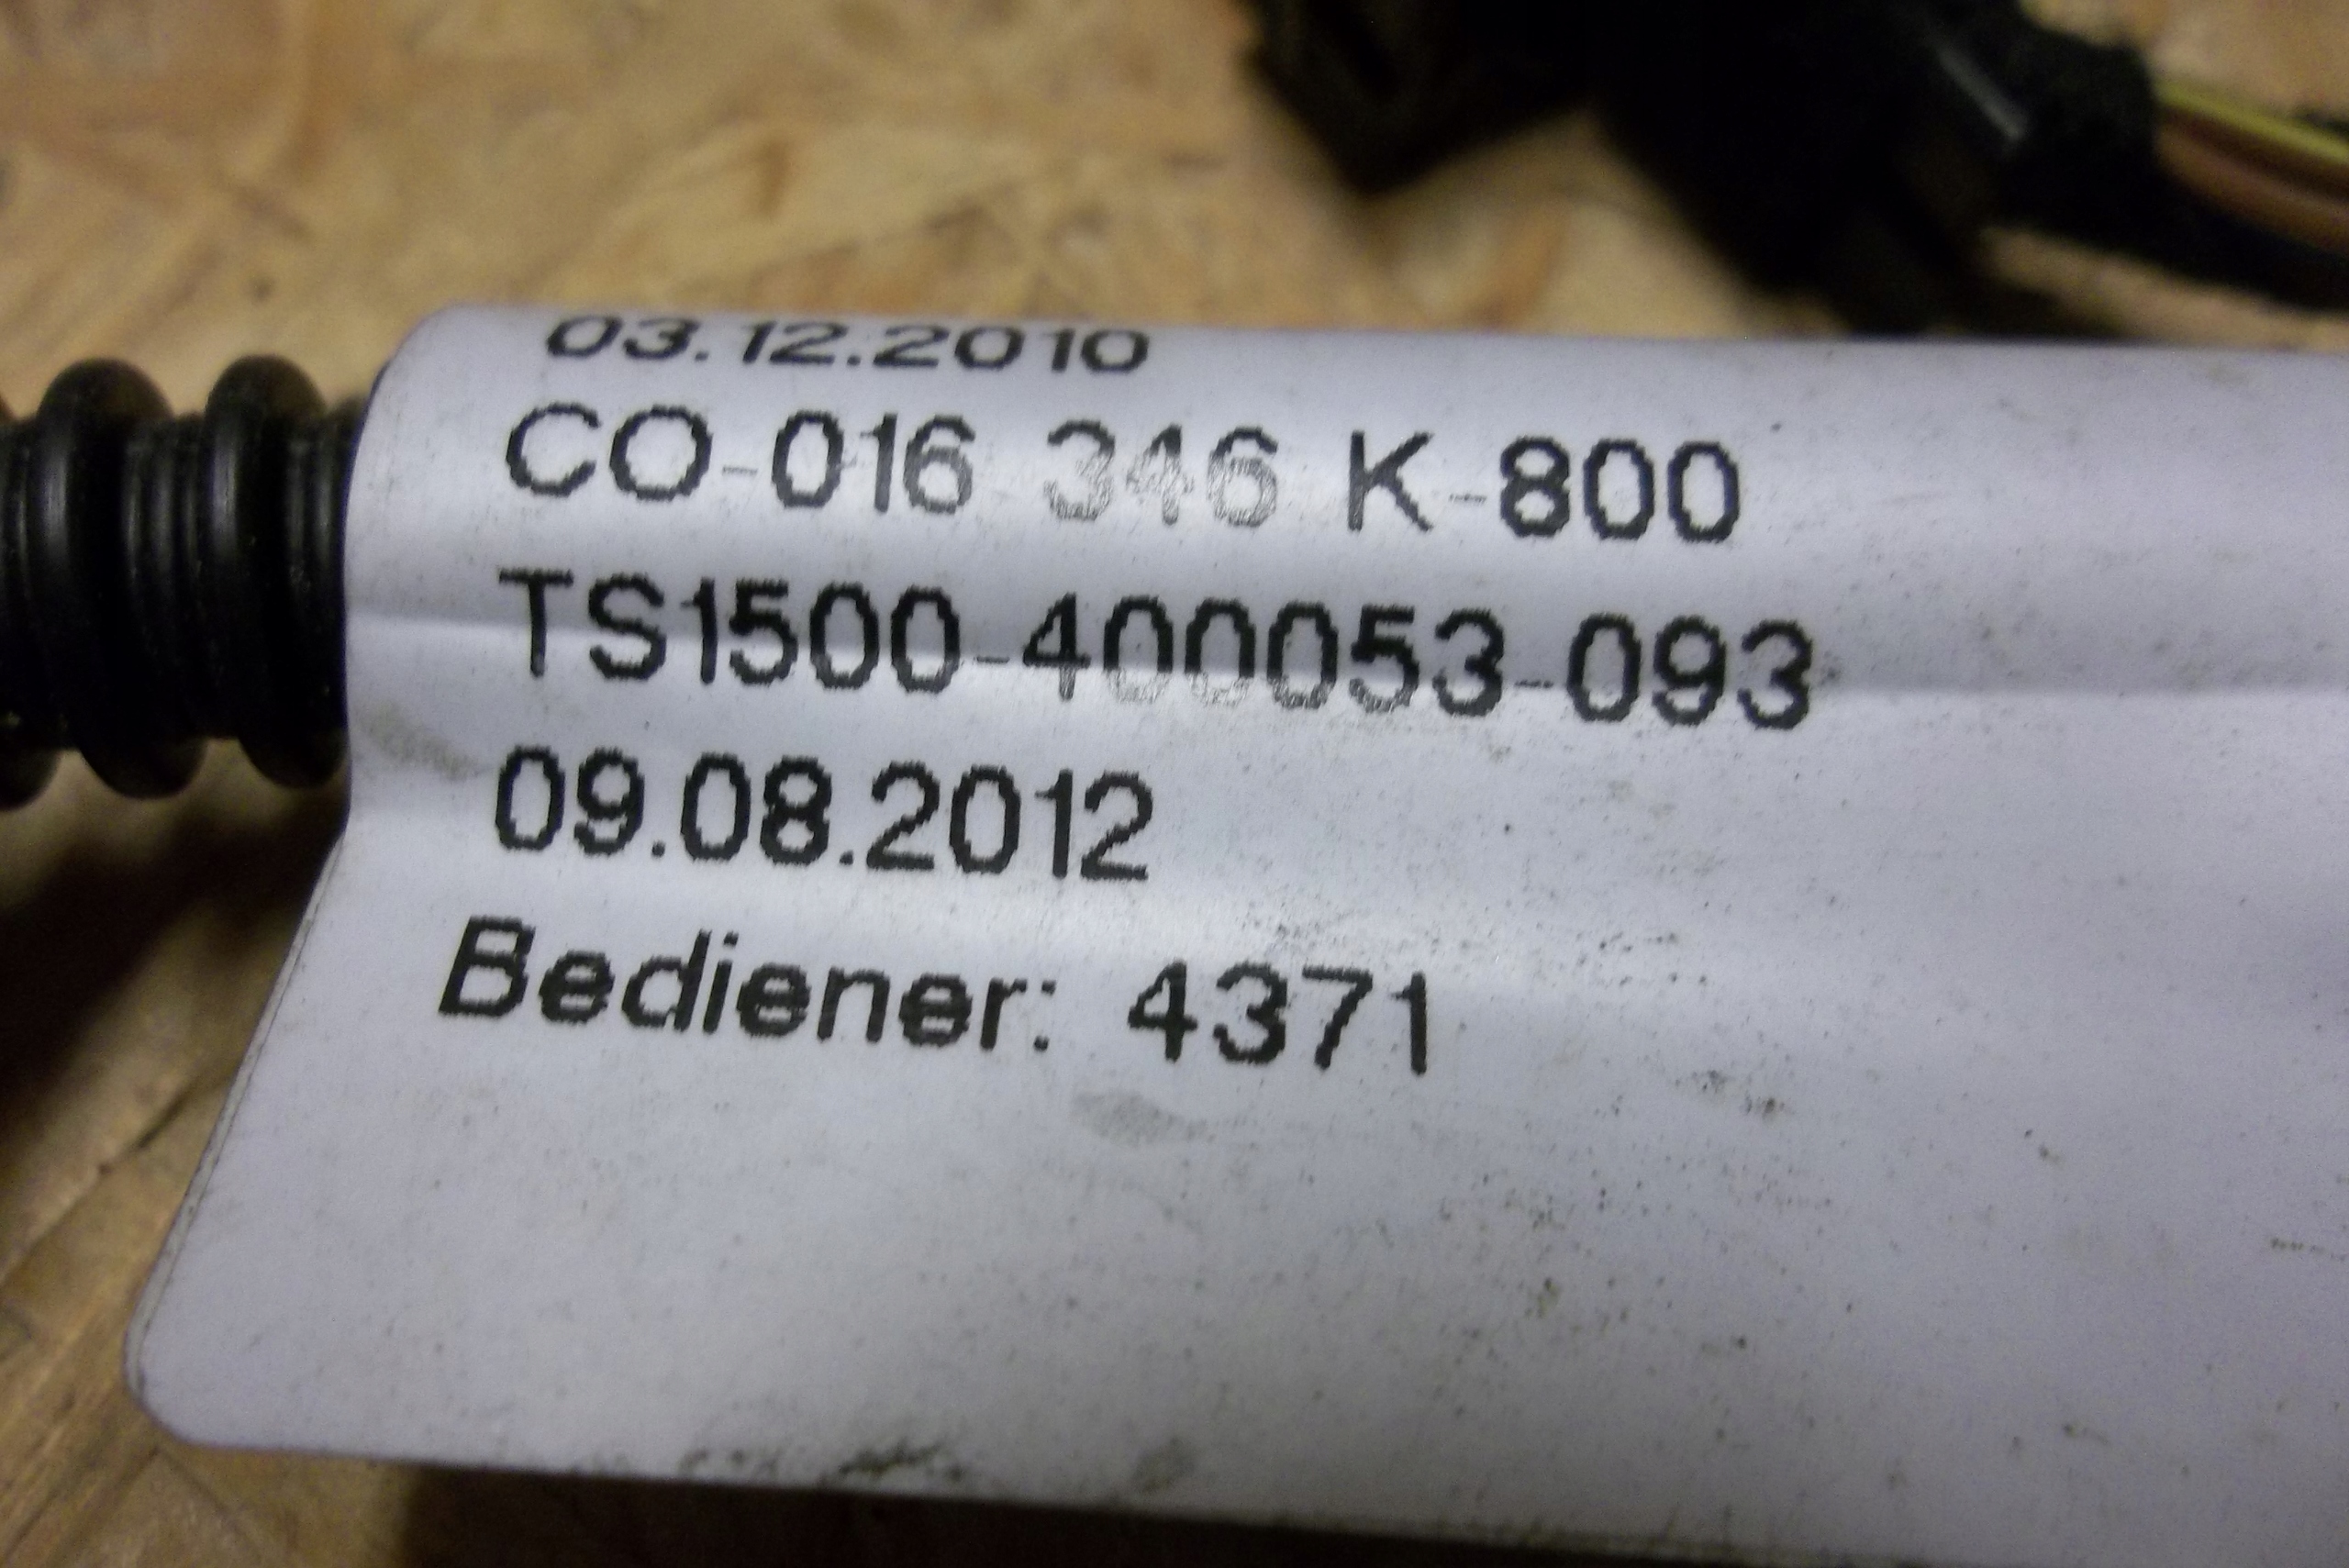 03.12.2010
CO-016 346 K-800
TS1500-400053-093
09.08.2012
Bediener: 4371